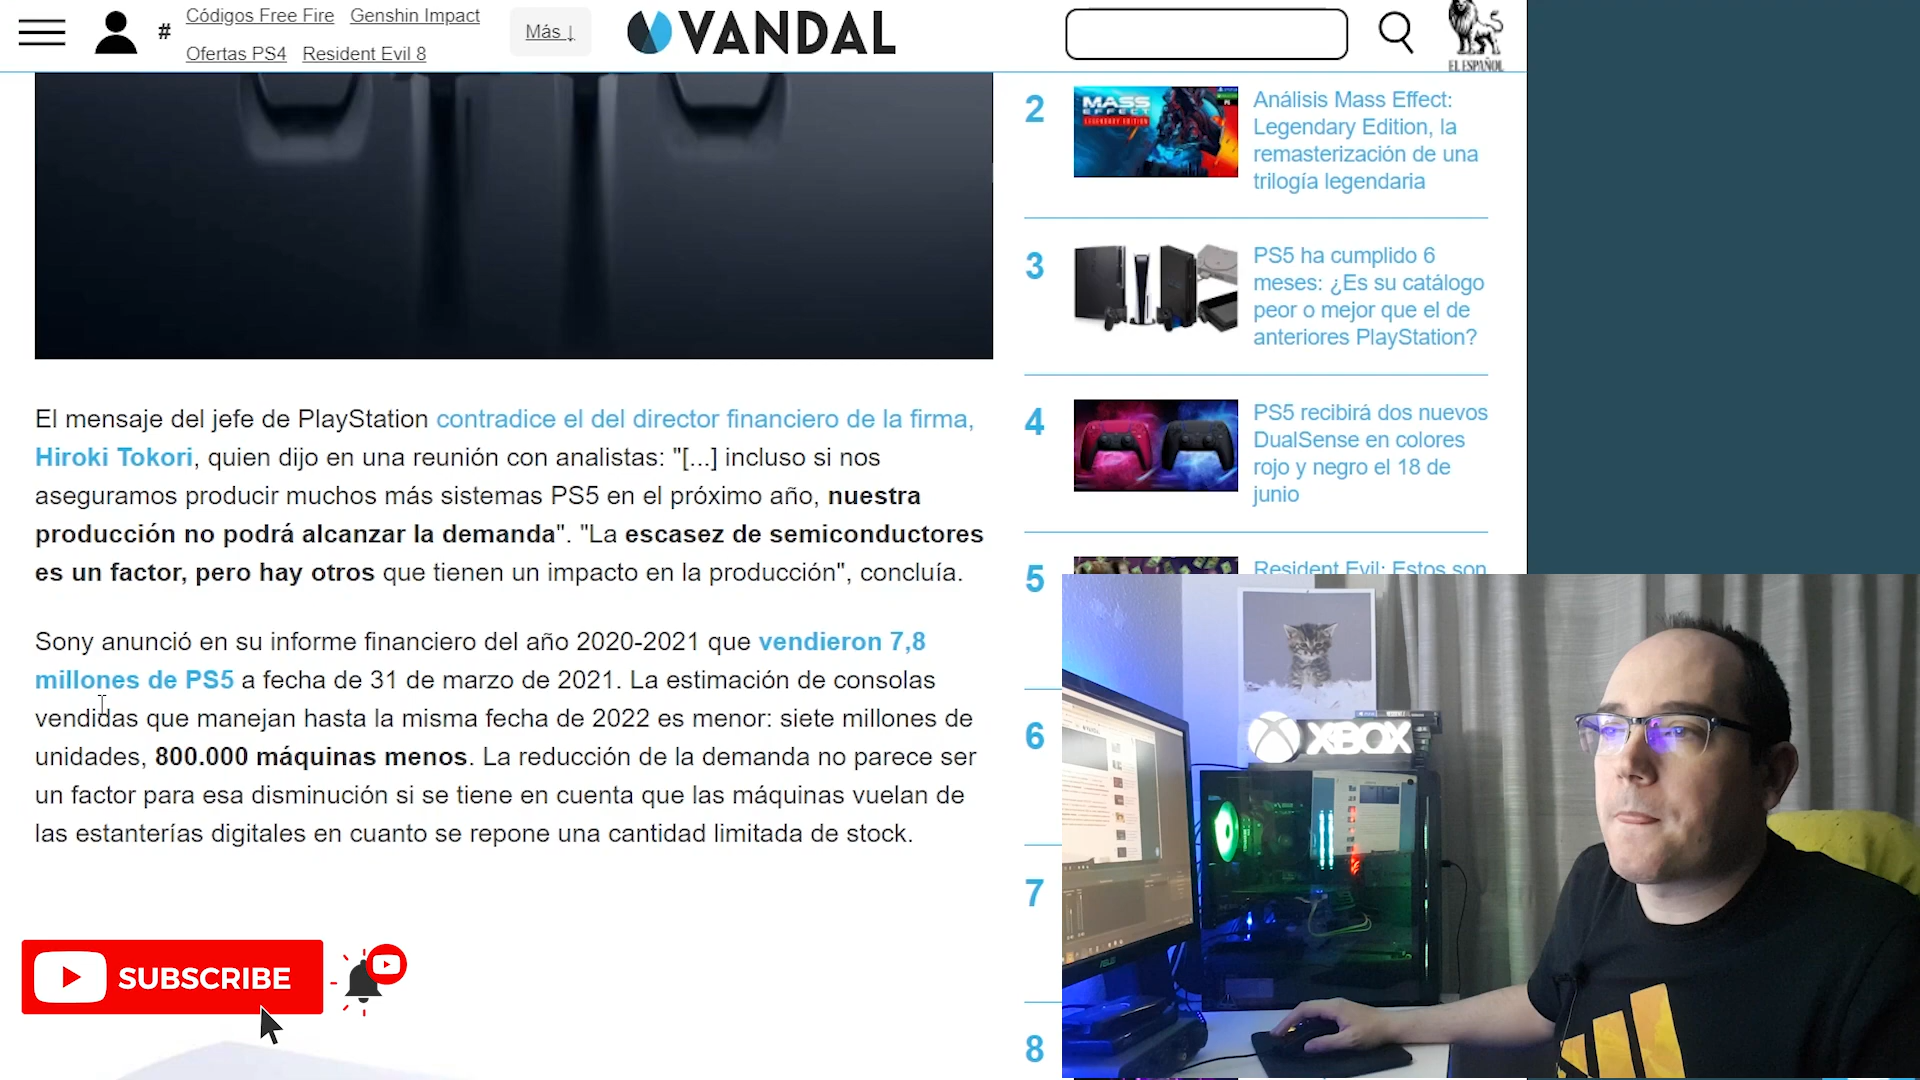 # Códigos Free Fire Genshin Impact
Ofertas PS4 Resident Evil 8
Más ↓
VANDAL
EL ESPAÑOL
El mensaje del jefe de PlayStation contradice el del director financiero de la firma,
Hiroki Tokori, quien dijo en una reunión con analistas: "[...] incluso si nos
aseguramos producir muchos más sistemas PS5 en el próximo año, nuestra
producción no podrá alcanzar la demanda". "La escasez de semiconductores
es un factor, pero hay otros que tienen un impacto en la producción", concluía.
Sony anunció en su informe financiero del año 2020-2021 que vendieron 7,8
millones de PS5 a fecha de 31 de marzo de 2021. La estimación de consolas
vendidas que manejan hasta la misma fecha de 2022 es menor: siete millones de
unidades, 800.000 máquinas menos. La reducción de la demanda no parece ser
un factor para esa disminución si se tiene en cuenta que las máquinas vuelan de
las estanterías digitales en cuanto se repone una cantidad limitada de stock.
SUBSCRIBE
2
MASS
EFFECT
LEGENDARY EDITION
Análisis Mass Effect:
Legendary Edition, la
remasterización de una
trilogía legendaria
3
PS5 ha cumplido 6
meses: ¿Es su catálogo
peor o mejor que el de
anteriores PlayStation?
4
PS5 recibirá dos nuevos
DualSense en colores
rojo y negro el 18 de
junio
5
Resident Evil: Estos son
6
7
8
XBOX
ASUS